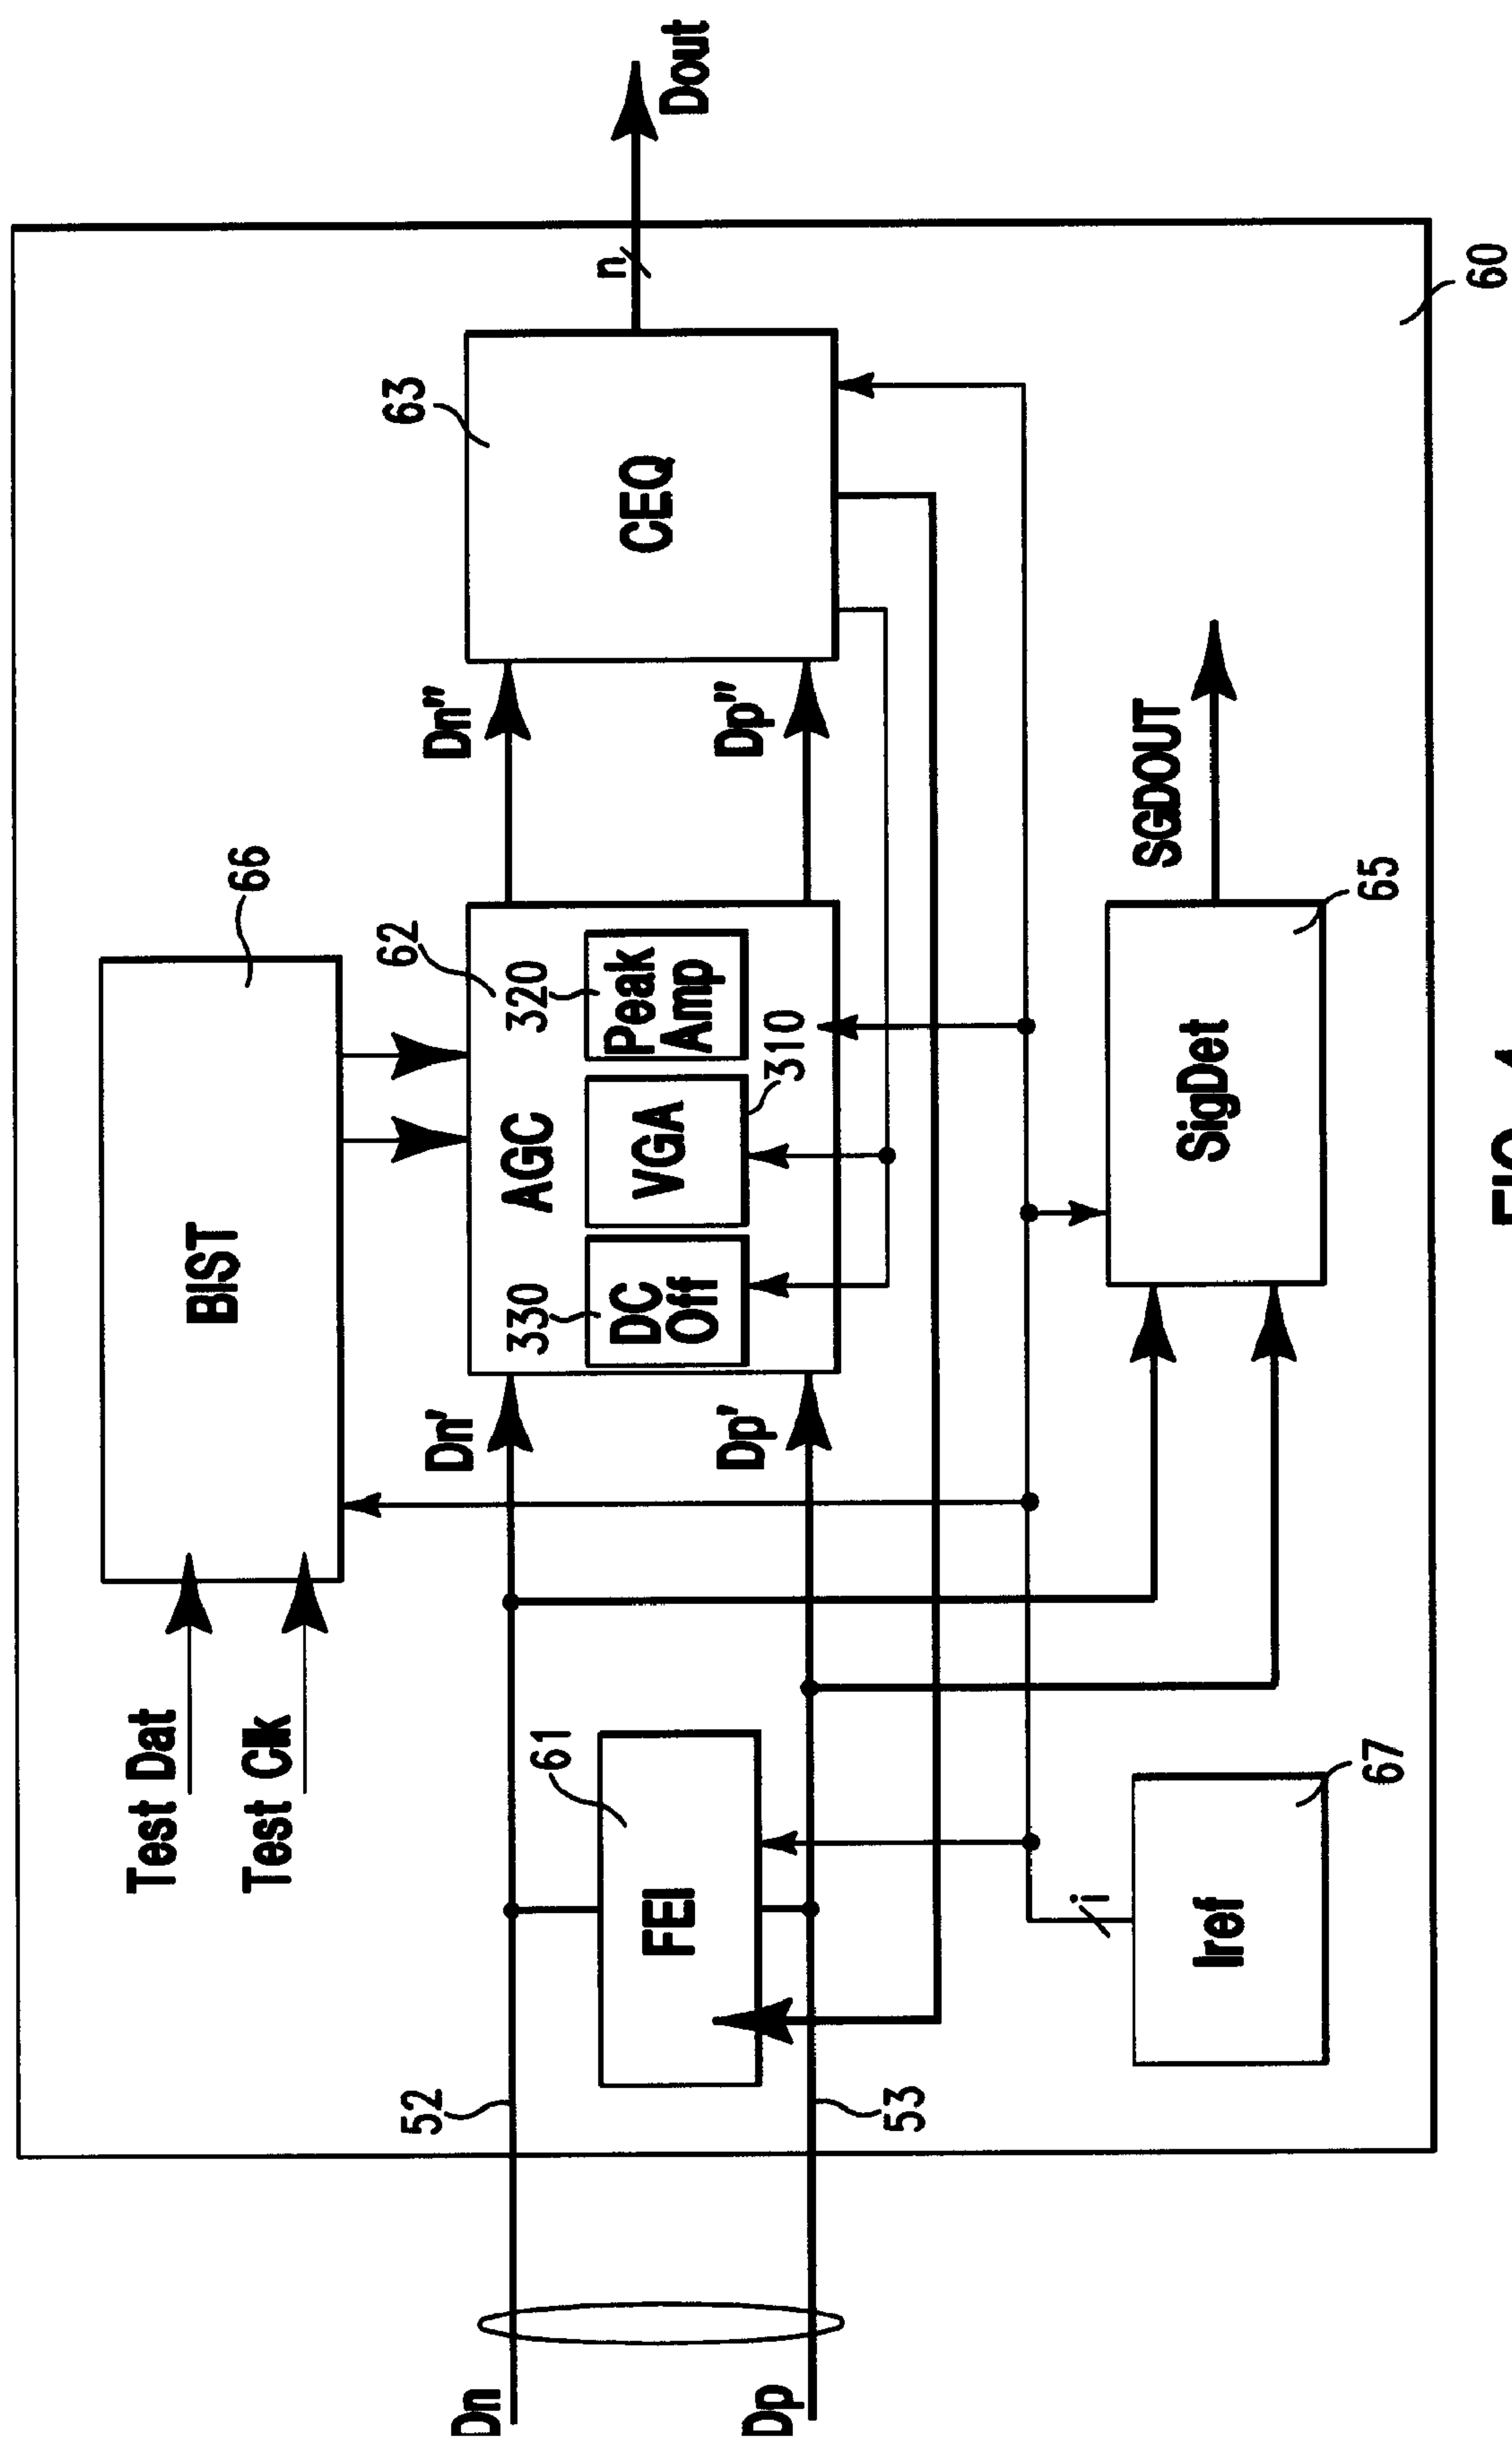 BIST
66
Test Dat
Test Clk
62
63
AGC
330
320
DC
Off
VGA
Peak
Amp
310
Dn'
Dp'
Dn"
Dp"
CEQ
n
Dout
61
FEI
52
53
Dn
Dp
SigDet
65
SGDOUT
i
Iref
67
60